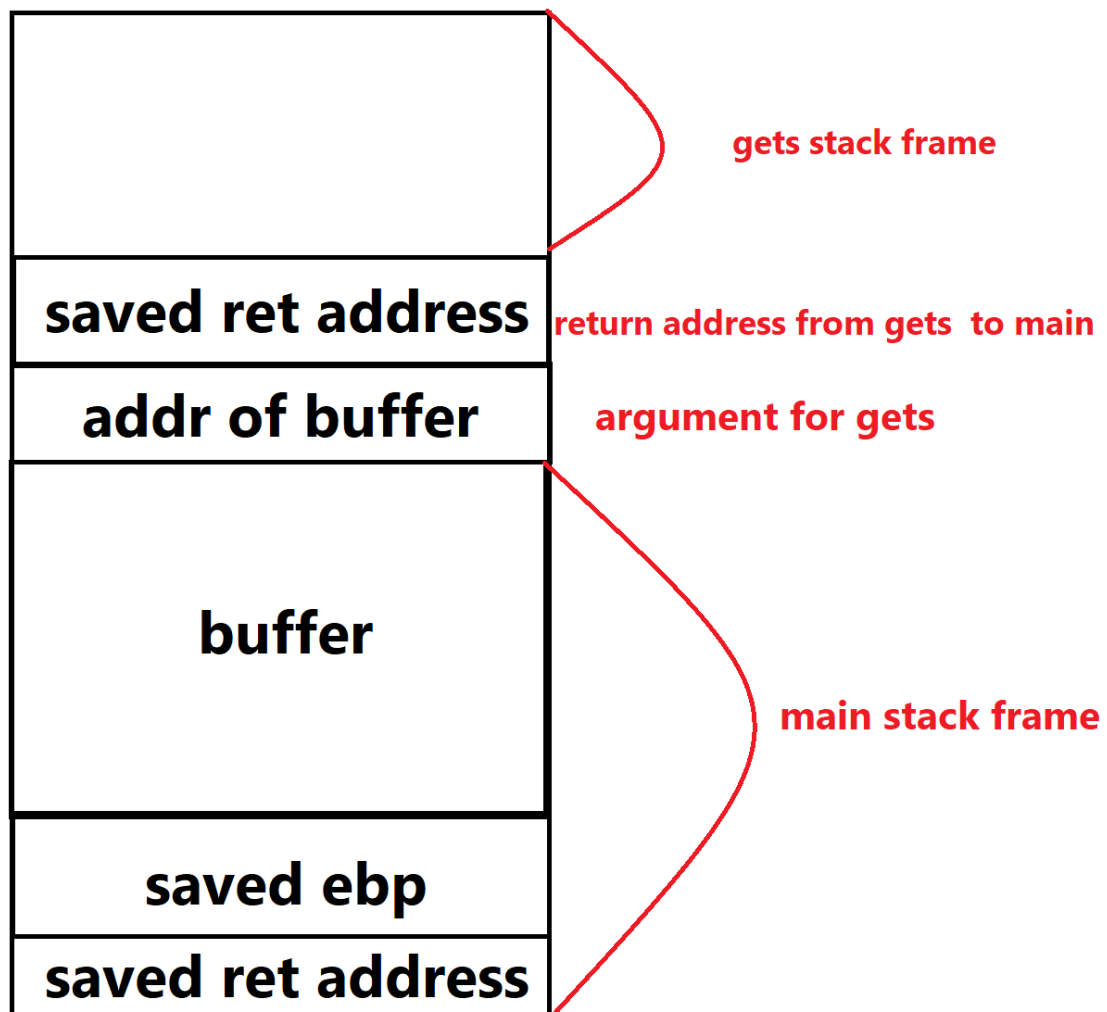 gets stack frame
saved ret address
return address from gets to main
addr of buffer
argument for gets
buffer
main stack frame
saved ebp
saved ret address